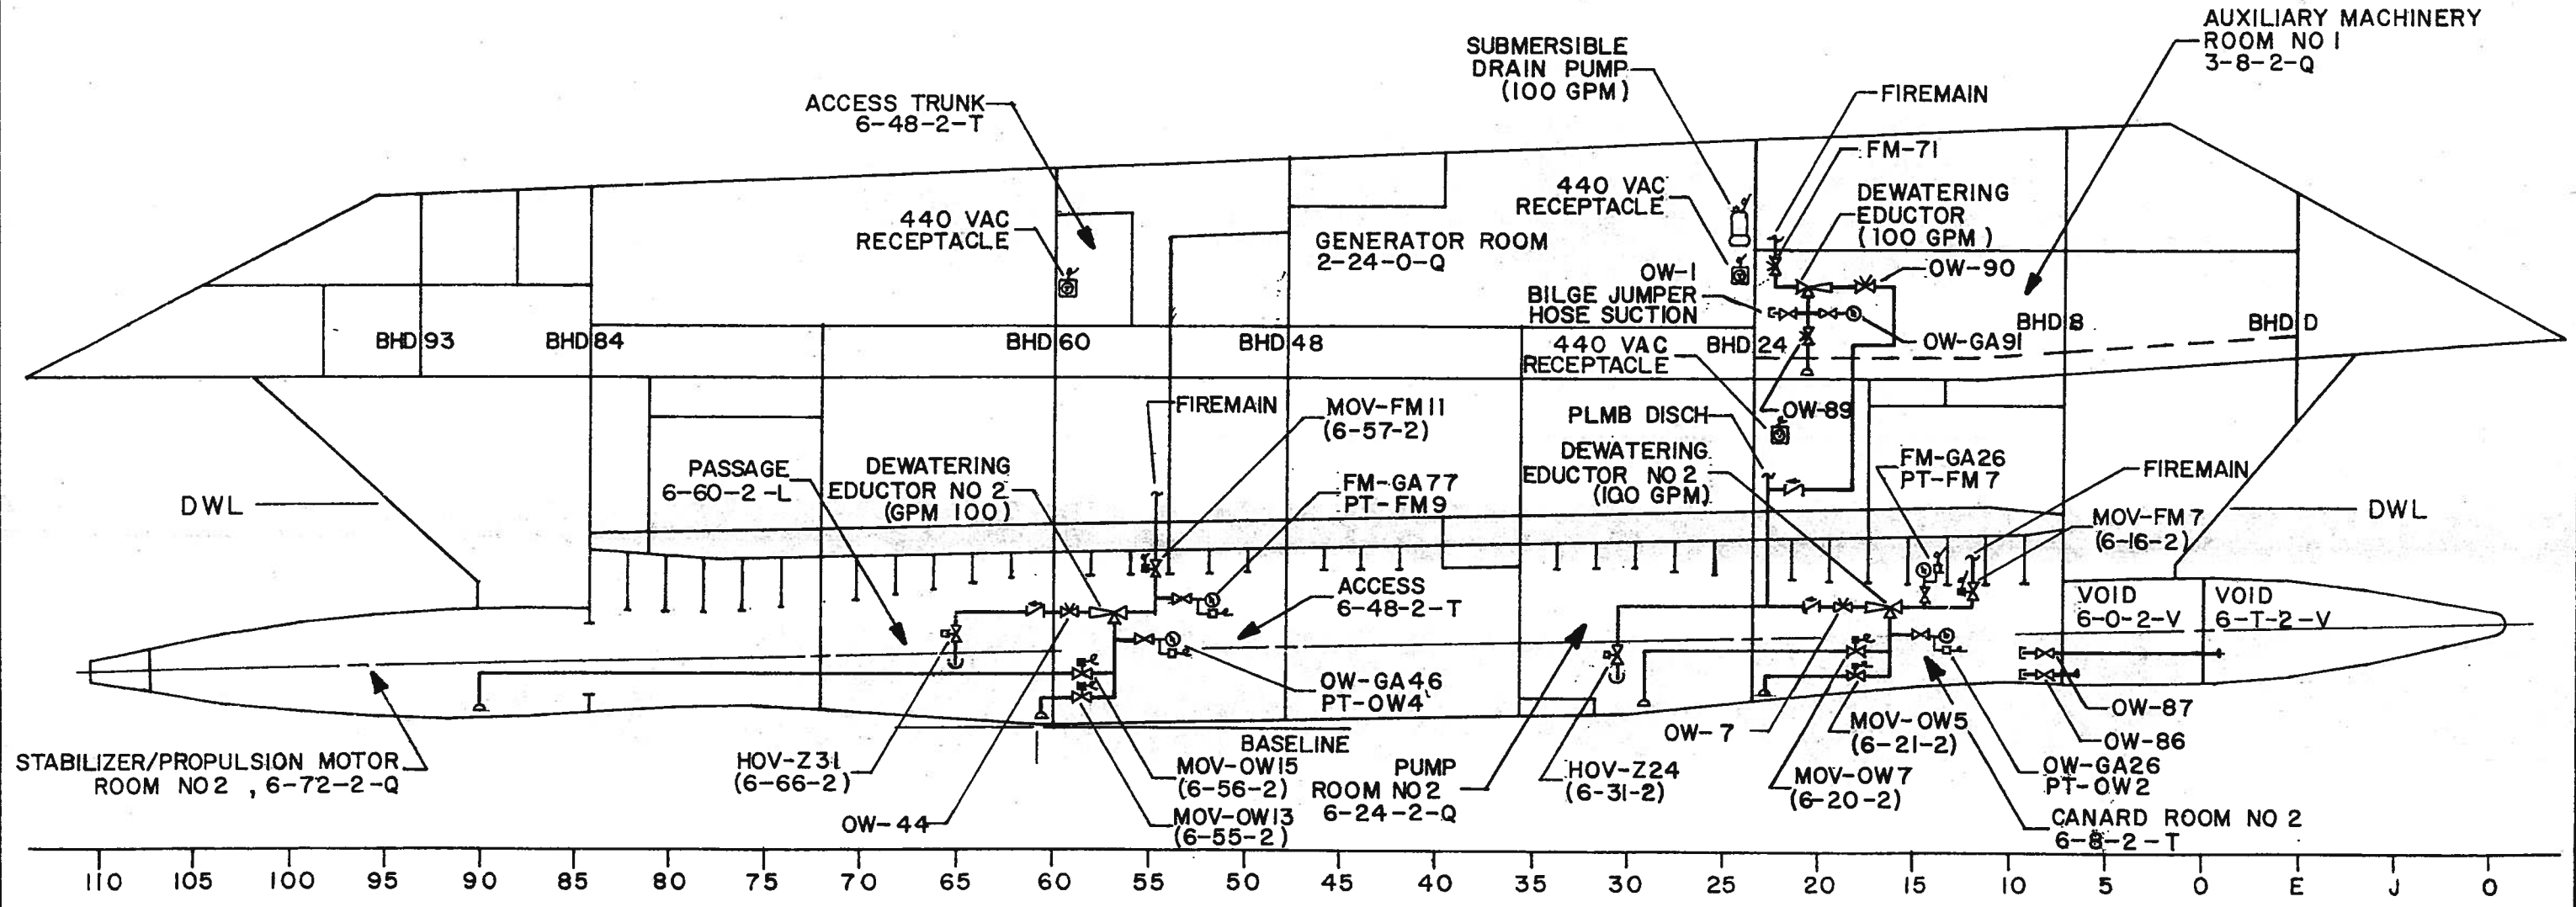 AUXILIARY MACHINERY
ROOM NO 1
3-8-2-Q
SUBMERSIBLE
DRAIN PUMP
(100 GPM)
FIREMAIN
ACCESS TRUNK
6-48-2-T
FM-71
440 VAC
RECEPTACLE
DEWATERING
EDUCTOR
(100 GPM)
440 VAC
RECEPTACLE
GENERATOR ROOM
2-24-0-Q
OW-1
BILGE JUMPER
HOSE SUCTION
OW-90
BHD 93
BHD 84
BHD 60
BHD 48
BHD 24
BHD 8
BHD D
OW-GA91
440 VAC
RECEPTACLE
OW-89
FIREMAIN
MOV-FM11
(6-57-2)
PLMB DISCH
PASSAGE
6-60-2-L
DEWATERING
EDUCTOR NO 2
(GPM 100)
FM-GA77
PT-FM9
DEWATERING
EDUCTOR NO 2
(100 GPM)
FM-GA26
PT-FM7
FIREMAIN
DWL
DWL
MOV-FM7
(6-16-2)
ACCESS
6-48-2-T
VOID
6-0-2-V
VOID
6-T-2-V
OW-GA46
PT-OW4
OW-87
OW-86
OW-7
MOV-OW5
(6-21-2)
BASELINE
STABILIZER/PROPULSION MOTOR
ROOM NO2 , 6-72-2-Q
HOV-Z31
(6-66-2)
MOV-OW15
(6-56-2)
PUMP
ROOM NO 2
6-24-2-Q
HOV-Z24
(6-31-2)
MOV-OW7
(6-20-2)
OW-GA26
PT-OW2
OW-44
MOV-OW13
(6-55-2)
CANARD ROOM NO 2
6-8-2-T
110 105 100 95 90 85 80 75 70 65 60 55 50 45 40 35 30 25 20 15 10 5 0 E J O